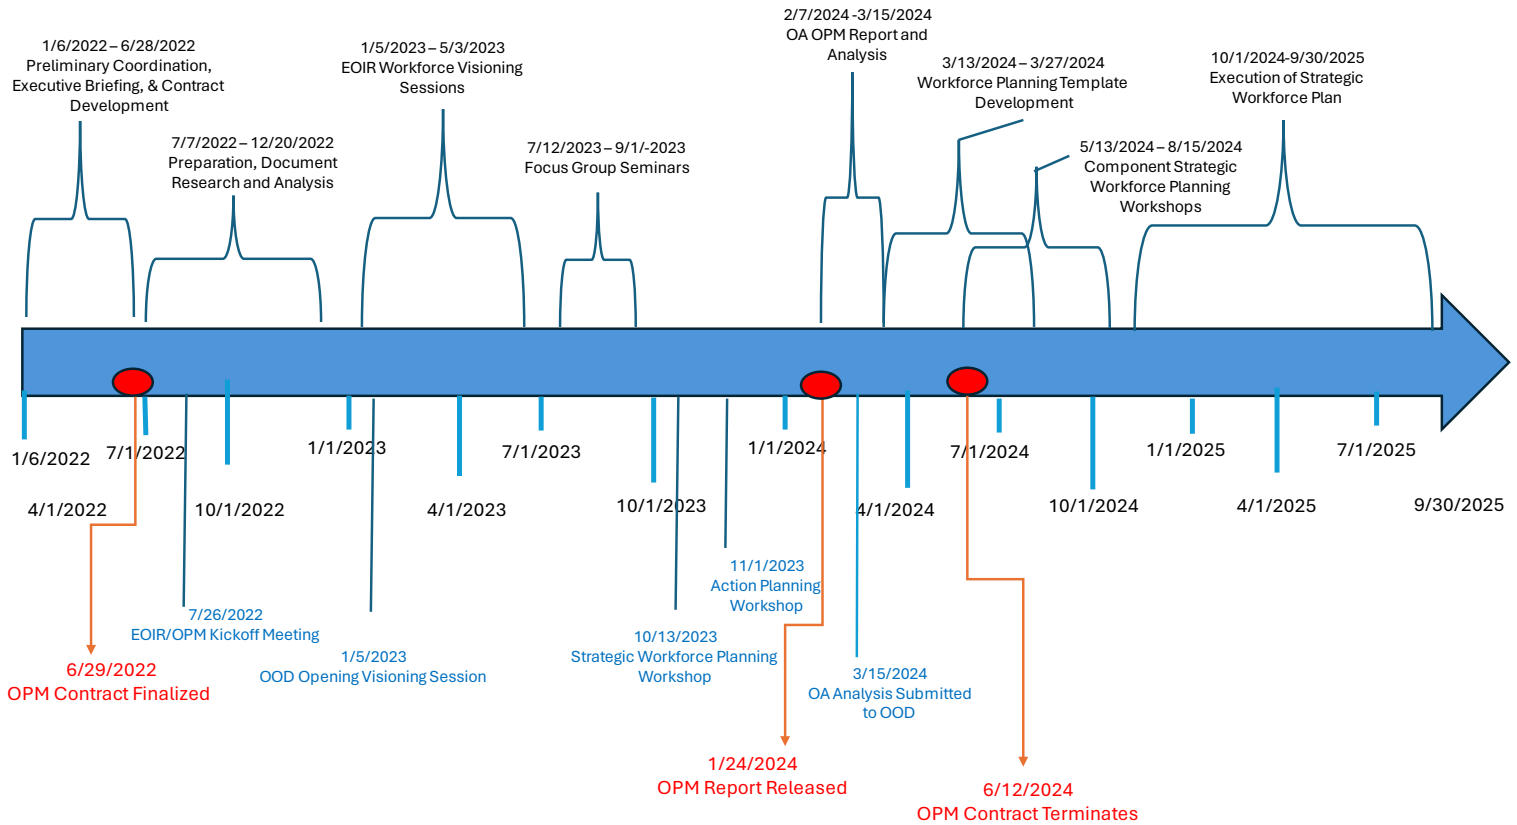 1/6/2022 – 6/28/2022
Preliminary Coordination,
Executive Briefing, & Contract
Development
7/7/2022 – 12/20/2022
Preparation, Document
Research and Analysis
1/5/2023 – 5/3/2023
EOIR Workforce Visioning
Sessions
7/12/2023 – 9/1/-2023
Focus Group Seminars
2/7/2024 -3/15/2024
OA OPM Report and
Analysis
3/13/2024 – 3/27/2024
Workforce Planning Template
Development
5/13/2024 – 8/15/2024
Component Strategic
Workforce Planning
Workshops
10/1/2024-9/30/2025
Execution of Strategic
Workforce Plan
1/6/2022
4/1/2022
7/1/2022
10/1/2022
1/1/2023
4/1/2023
7/1/2023
10/1/2023
1/1/2024
4/1/2024
7/1/2024
10/1/2024
1/1/2025
4/1/2025
7/1/2025
9/30/2025
6/29/2022
OPM Contract Finalized
7/26/2022
EOIR/OPM Kickoff Meeting
1/5/2023
OOD Opening Visioning Session
10/13/2023
Strategic Workforce Planning
Workshop
11/1/2023
Action Planning
Workshop
1/24/2024
OPM Report Released
3/15/2024
OA Analysis Submitted
to OOD
6/12/2024
OPM Contract Terminates